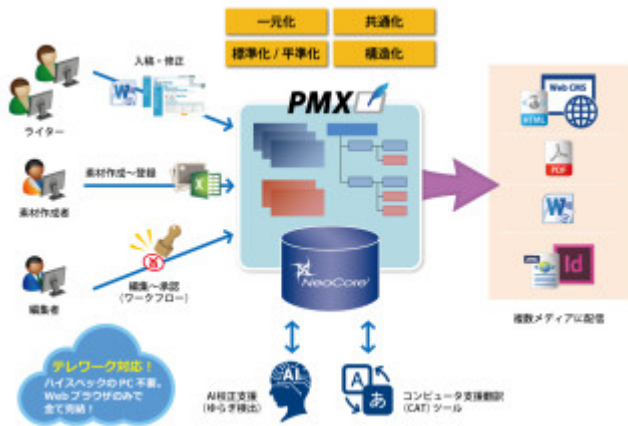 一元化
共通化
標準化 / 平準化
構造化
入稿・修正
W
ライター
PMX
Web CMS
HTML
PDF
素材作成〜登録
X
素材作成者
W
編集〜承認
(ワークフロー)
編集者
NeoCore
Id
複数メディアに配信
テレワーク対応!
ハイスペックのPC不要。
Webブラウザのみで
全て完結!
AI
AI校正支援
(ゆらぎ検出)
A
あ
コンピュータ支援翻訳
(CAT) ツール